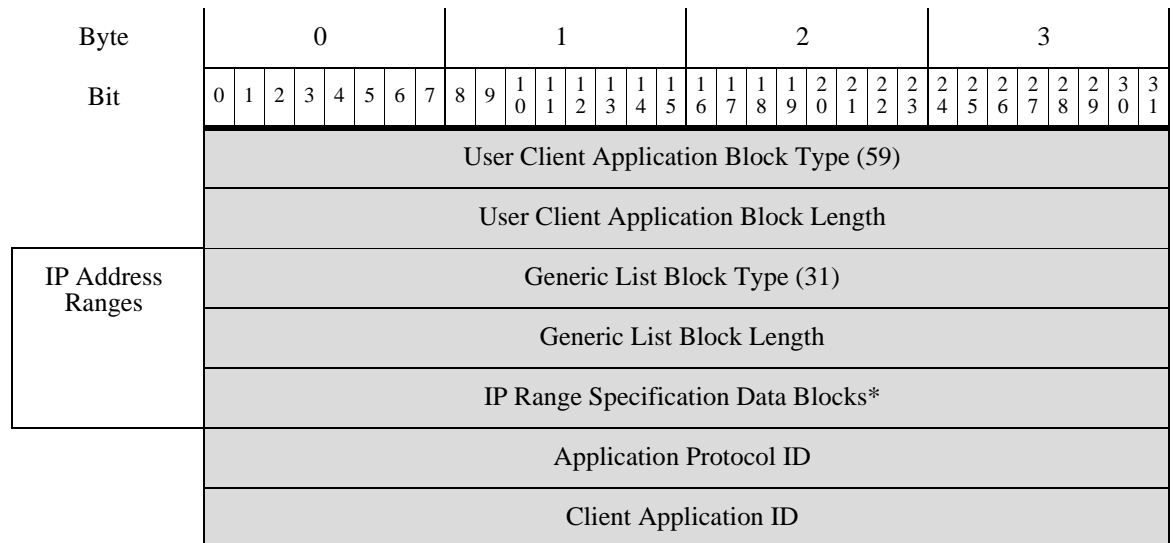 Byte 0 1 2 3
Bit 0 1 2 3 4 5 6 7 8 9 10 11 12 13 14 15 16 17 18 19 20 21 22 23 24 25 26 27 28 29 30 31
User Client Application Block Type (59)
User Client Application Block Length
IP Address
Ranges
Generic List Block Type (31)
Generic List Block Length
IP Range Specification Data Blocks*
Application Protocol ID
Client Application ID